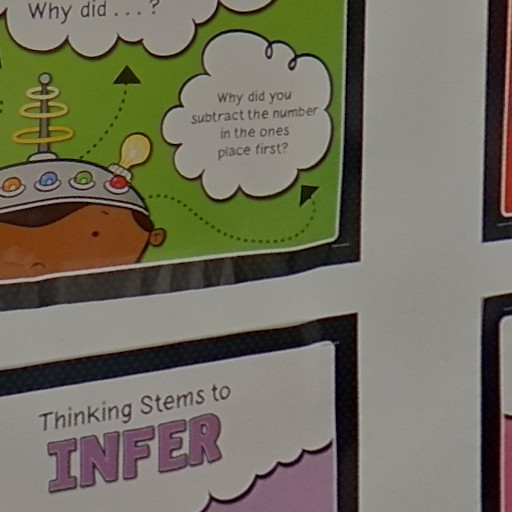 Why did . . . ?
Why did you
subtract the number
in the ones
place first?
Thinking Stems to
INFER